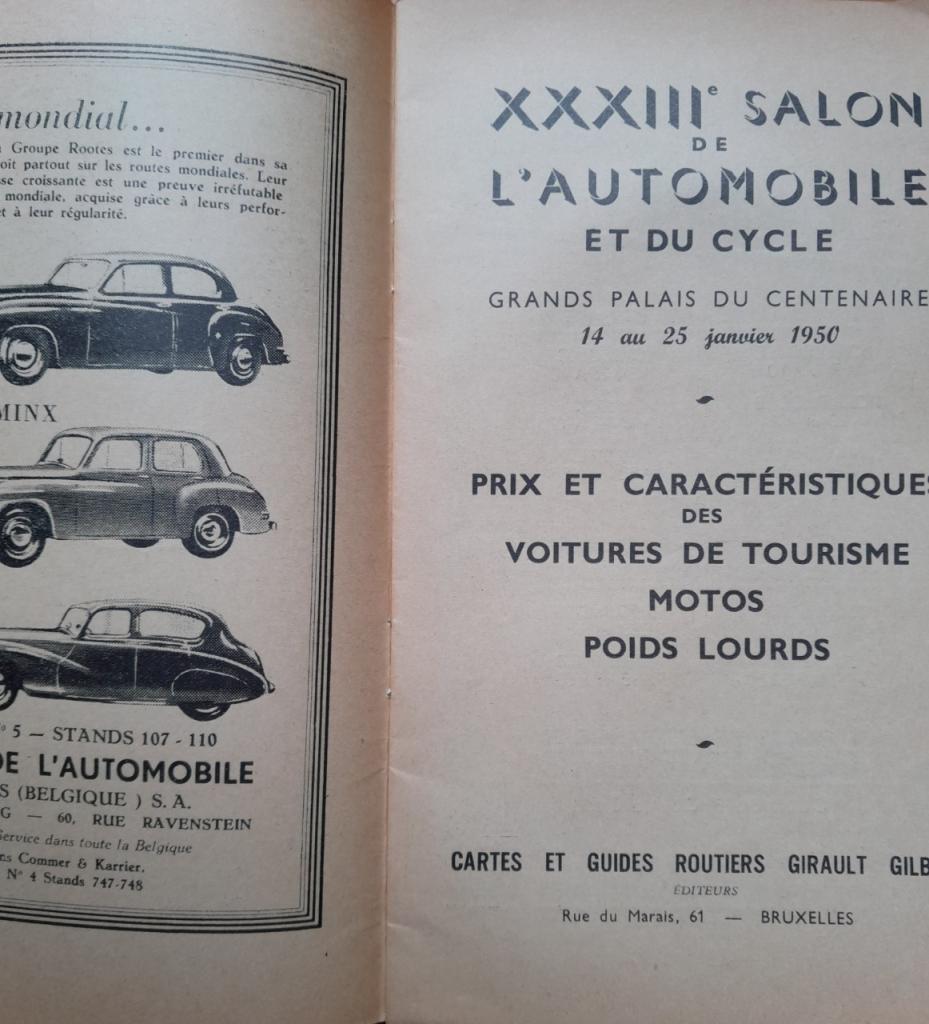 mondial...
Groupe Rootes est le premier dans sa
oit partout sur les routes mondiales. Leur
se croissante est une preuve irréfutable
mondiale, acquise grâce à leurs perfor-
et à leur régularité.
MINX
° 5 — STANDS 107 - 110
DE L'AUTOMOBILE
S (BELGIQUE ) S. A.
G — 60, RUE RAVENSTEIN
Service dans toute la Belgique
ns Commer & Karrier,
N° 4 Stands 747-748
XXXIIIe SALON
DE
L'AUTOMOBILE
ET DU CYCLE
GRANDS PALAIS DU CENTENAIRE
14 au 25 janvier 1950
PRIX ET CARACTÉRISTIQUES
DES
VOITURES DE TOURISME
MOTOS
POIDS LOURDS
CARTES ET GUIDES ROUTIERS GIRAULT GILB
ÉDITEURS
Rue du Marais, 61 — BRUXELLES